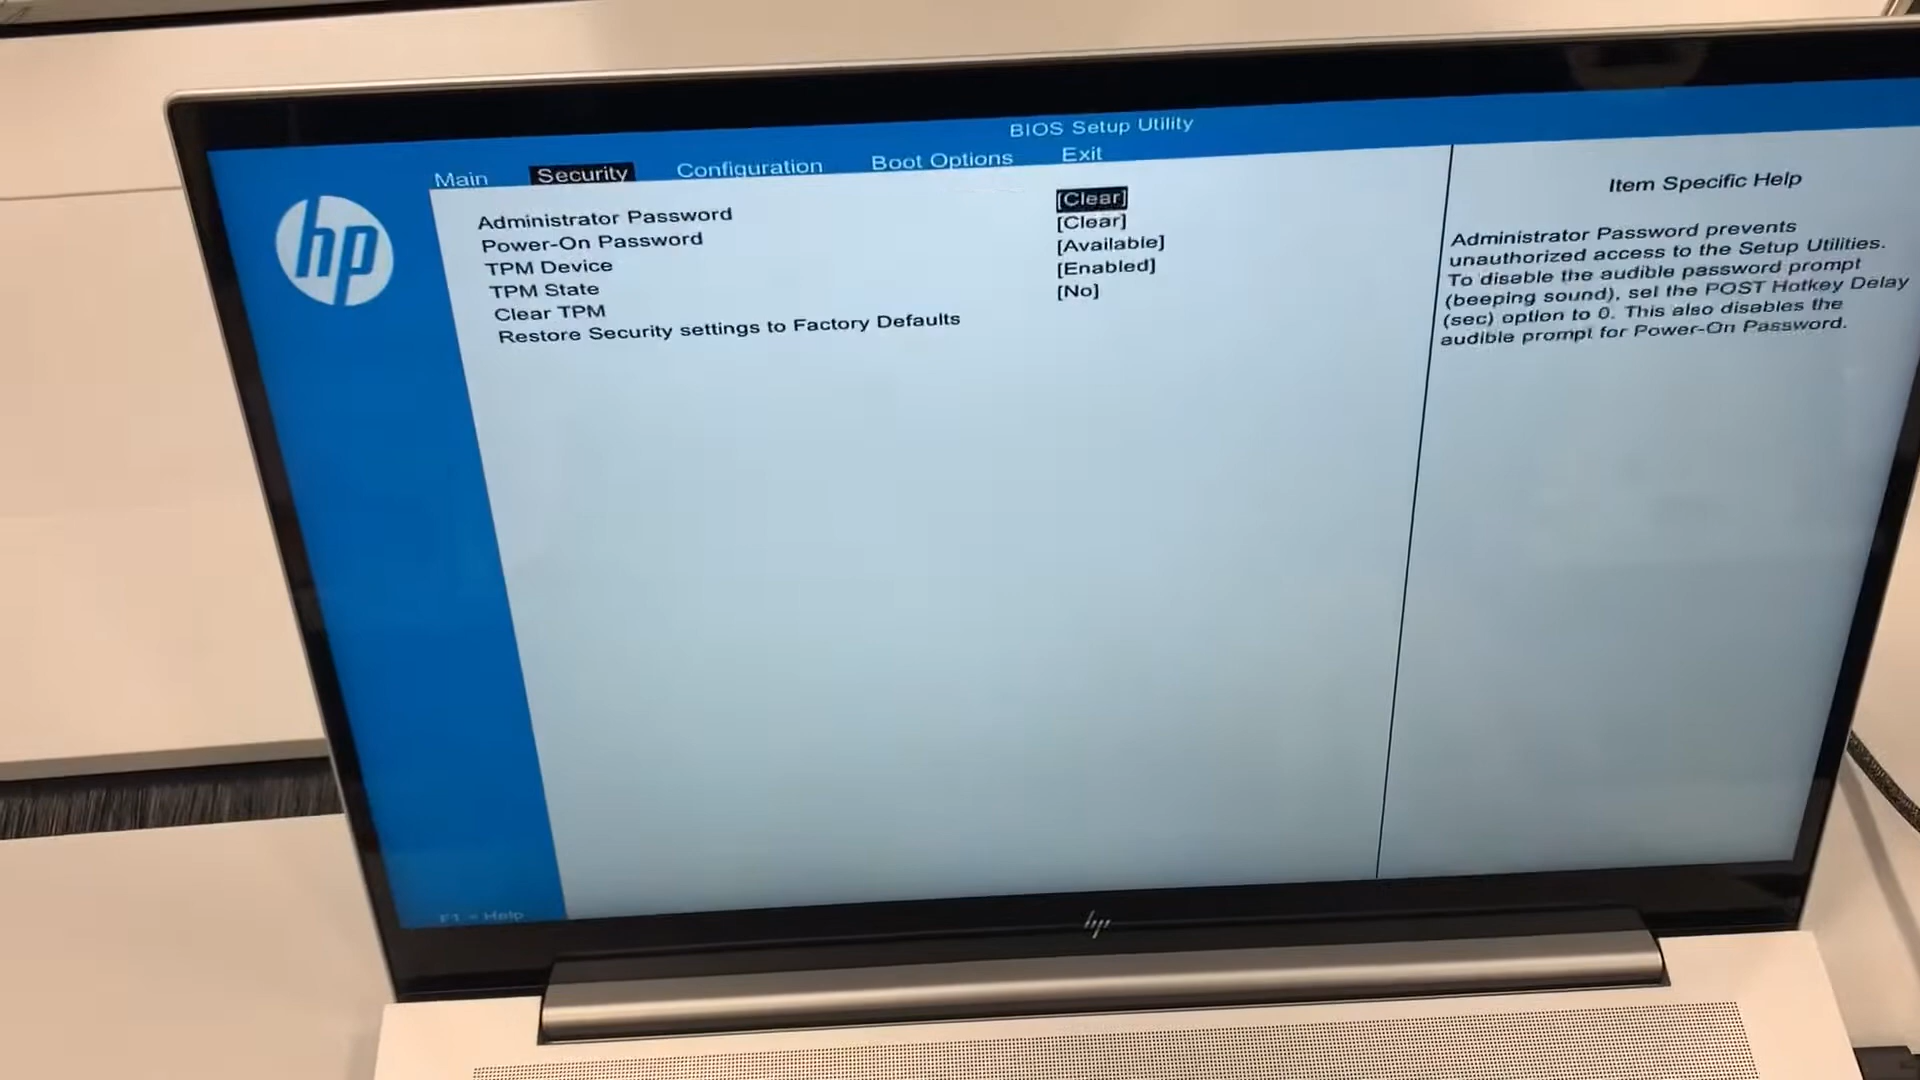 BIOS Setup Utility
Main Security Configuration Boot Options Exit
hp
Administrator Password [Clear]
Power-On Password [Clear]
TPM Device [Available]
TPM State [Enabled]
Clear TPM [No]
Restore Security settings to Factory Defaults
Item Specific Help
Administrator Password prevents
unauthorized access to the Setup Utilities.
To disable the audible password prompt
(beeping sound), set the POST Hotkey Delay
(sec) option to 0. This also disables the
audible prompt for Power-On Password.
F1 = Help
hp